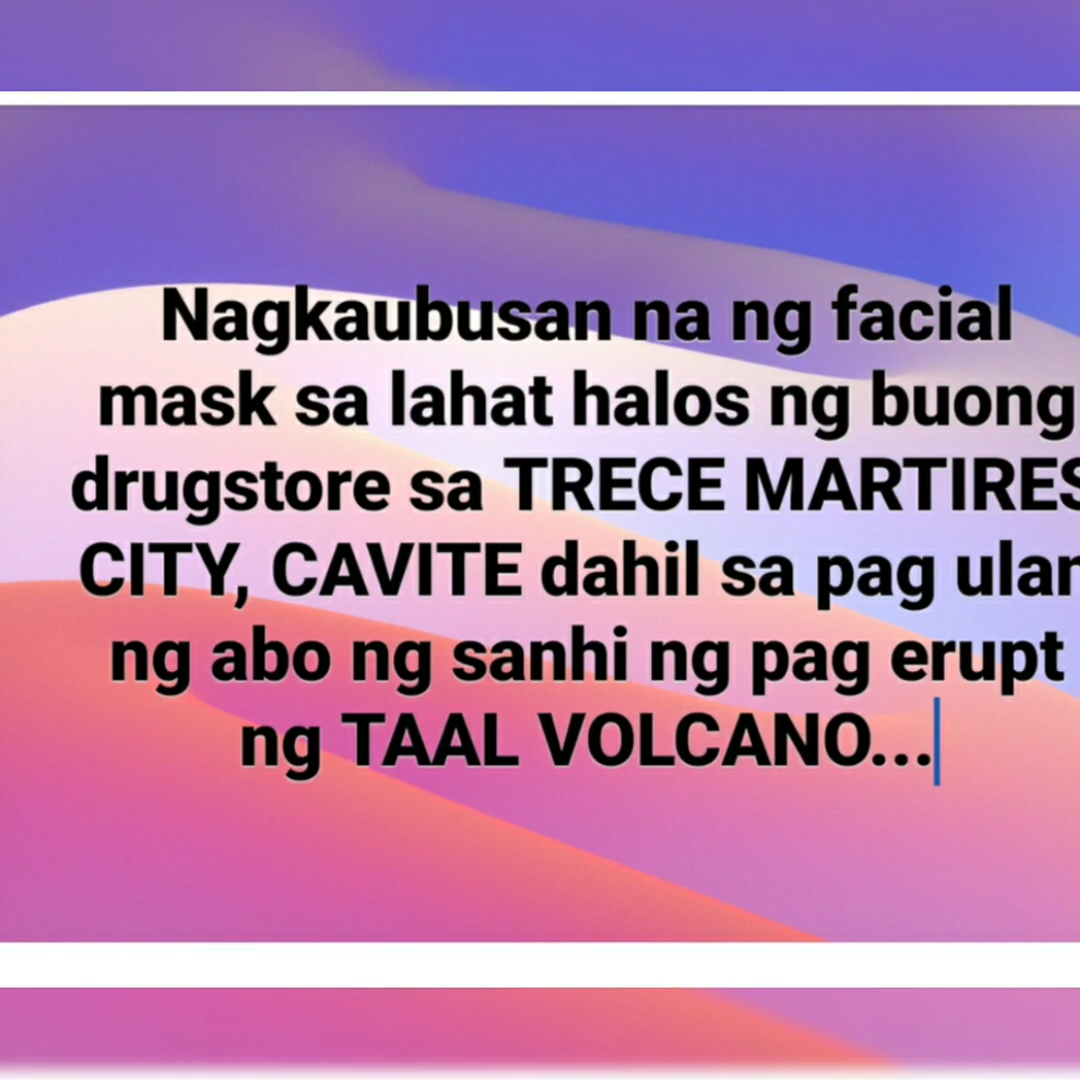 Nagkaubusan na ng facial
mask sa lahat halos ng buong
drugstore sa TRECE MARTIRES
CITY, CAVITE dahil sa pag ulan
ng abo ng sanhi ng pag erupt
ng TAAL VOLCANO...